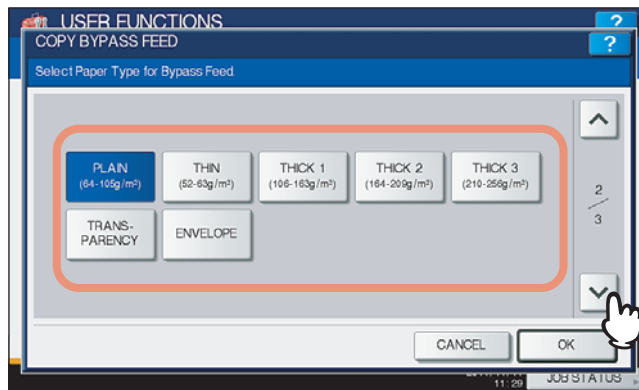 USER FUNCTIONS
?
COPY BYPASS FEED
?
Select Paper Type for Bypass Feed.
PLAIN
(64-105g/m²)
THIN
(52-63g/m²)
THICK 1
(106-163g/m²)
THICK 2
(164-209g/m²)
THICK 3
(210-256g/m²)
TRANS-
PARENCY
ENVELOPE
2
3
CANCEL
OK
11:29
JOB STATUS